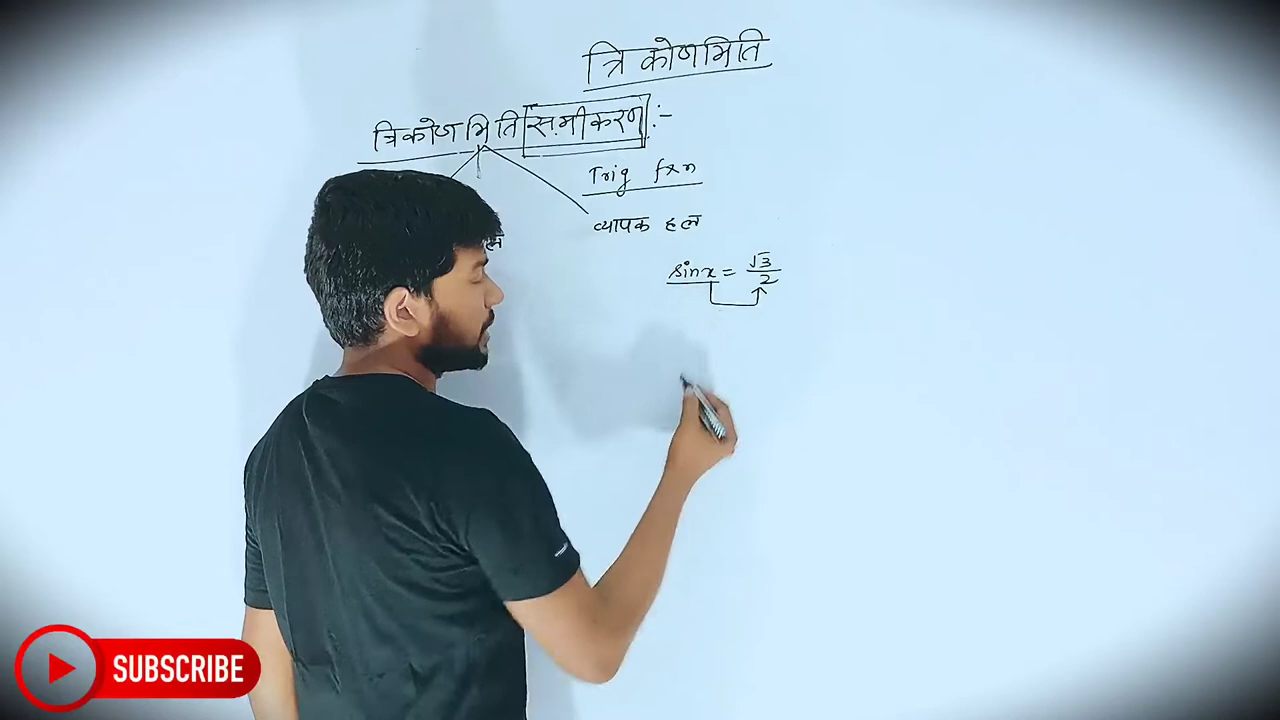 त्रिकोणमिति
त्रिकोणमिति समीकरण :-
Trig fxn
व्यापक हल
sinx = √3/2
SUBSCRIBE